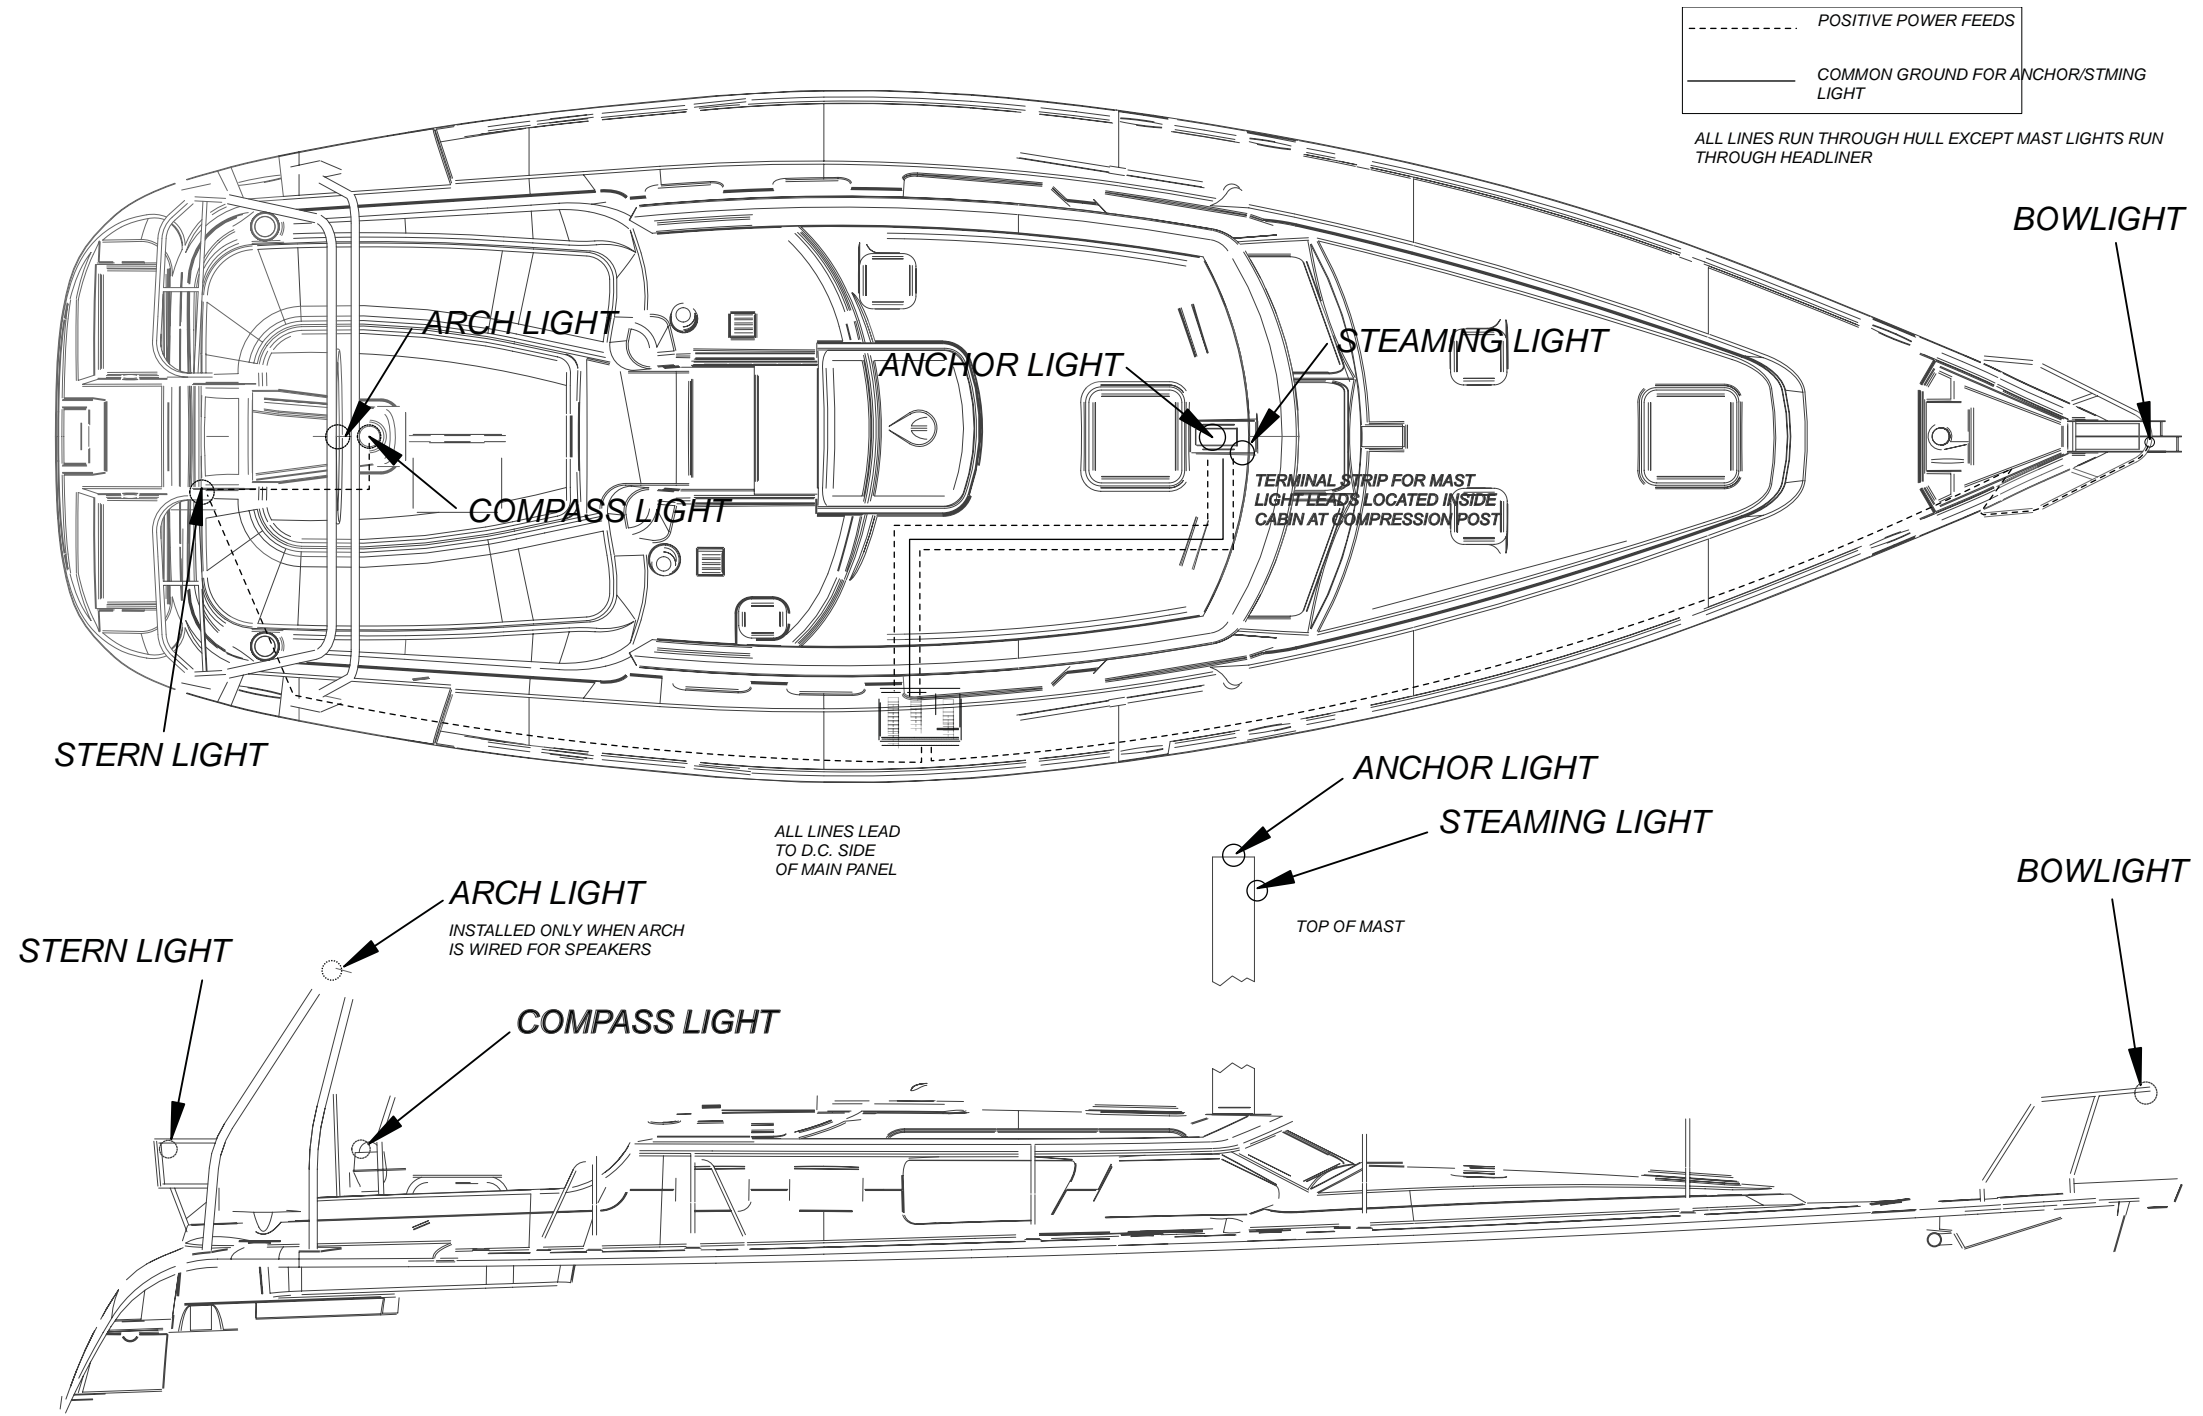 POSITIVE POWER FEEDS
COMMON GROUND FOR ANCHOR/STMING
LIGHT
ALL LINES RUN THROUGH HULL EXCEPT MAST LIGHTS RUN
THROUGH HEADLINER
BOWLIGHT
ARCH LIGHT
STEAMING LIGHT
ANCHOR LIGHT
COMPASS LIGHT
TERMINAL STRIP FOR MAST
LIGHT LEADS LOCATED INSIDE
CABIN AT COMPRESSION POST
STERN LIGHT
ANCHOR LIGHT
STEAMING LIGHT
ALL LINES LEAD
TO D.C. SIDE
OF MAIN PANEL
BOWLIGHT
ARCH LIGHT
INSTALLED ONLY WHEN ARCH
IS WIRED FOR SPEAKERS
TOP OF MAST
STERN LIGHT
COMPASS LIGHT